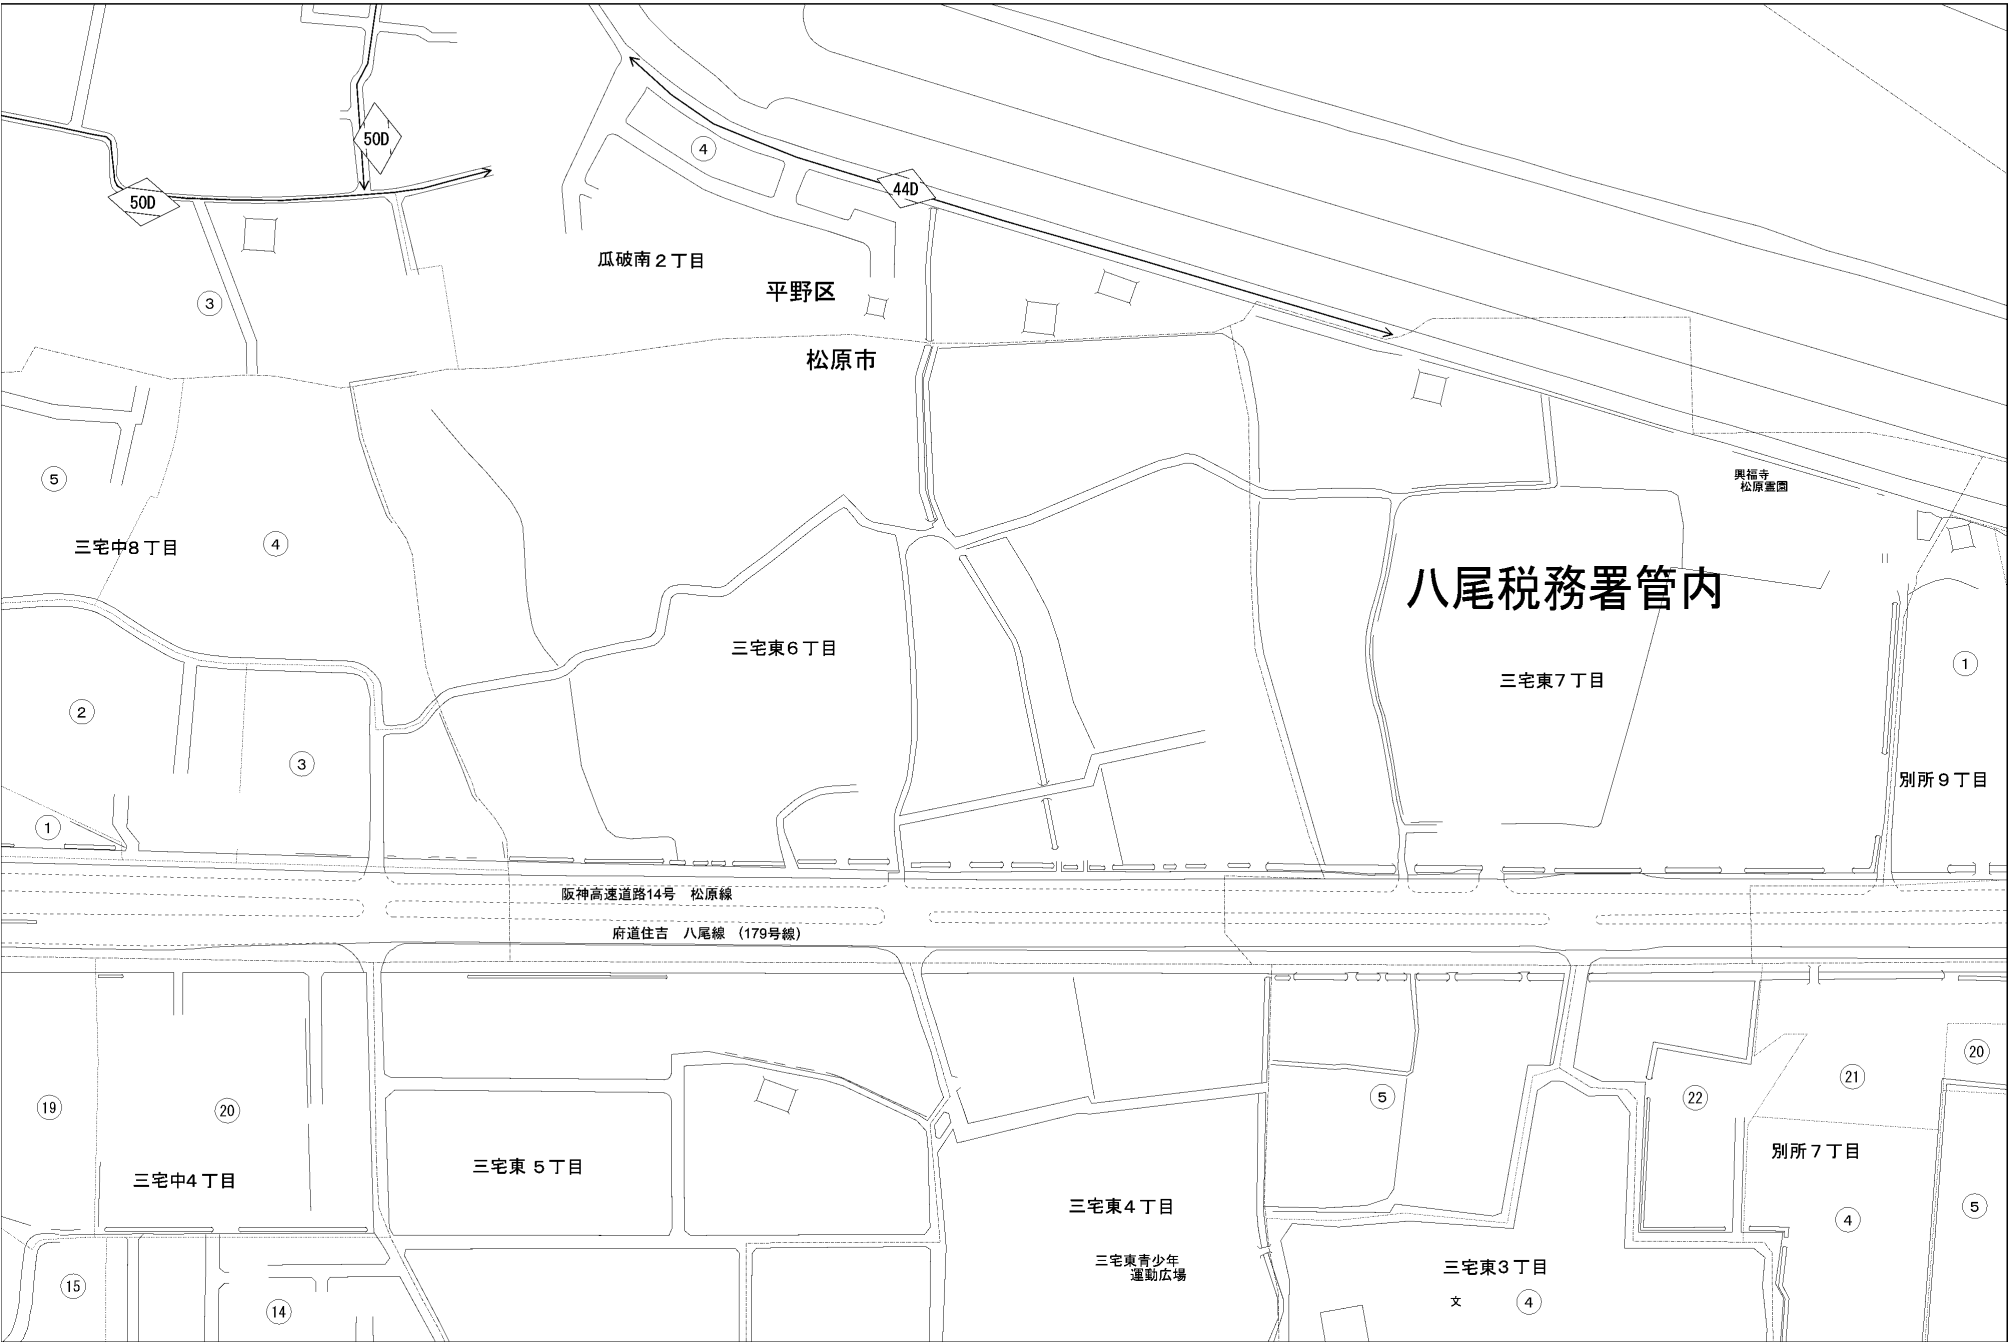 50D
50D
④
44D
瓜破南２丁目
平野区
③
松原市
⑤
興福寺
松原霊園
三宅中８丁目
④
八尾税務署管内
三宅東６丁目
①
三宅東７丁目
②
③
別所９丁目
①
阪神高速道路14号　松原線
府道住吉　八尾線　（179号線）
⑳
㉑
⑤
㉒
⑲
⑳
別所７丁目
三宅東 ５丁目
三宅中４丁目
三宅東４丁目
⑤
④
三宅東青少年
運動広場
三宅東３丁目
⑮
⑭
文
④